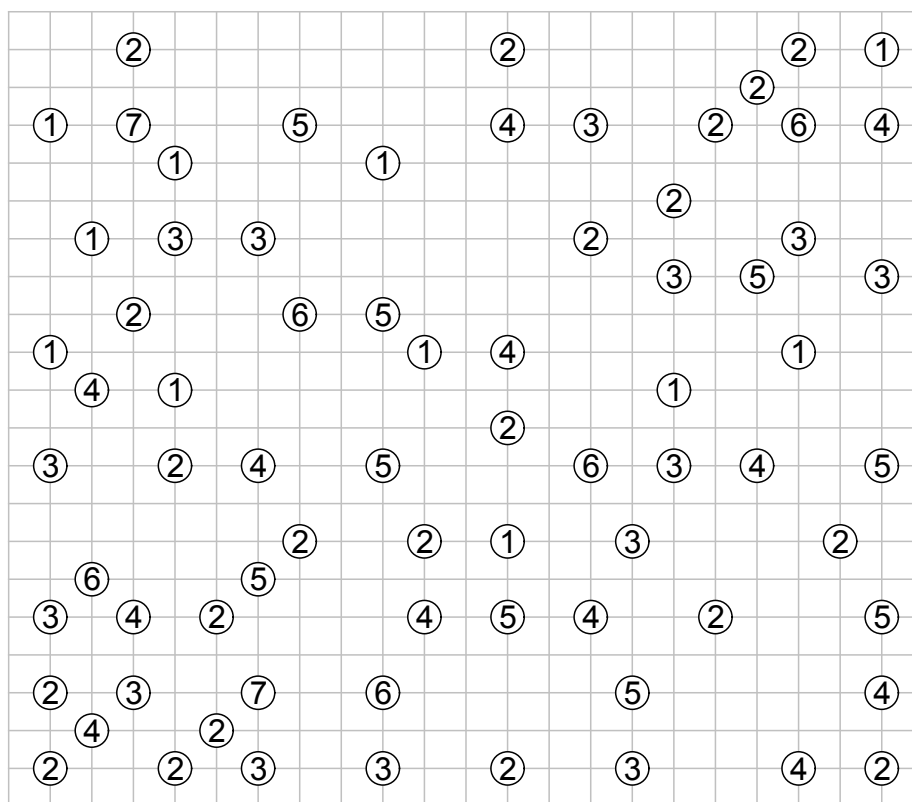 2 2 2 1
2
1 7 5 4 3 2 6 4
1 1
2
1 3 3 2 3
3 5 3
2 6 5
1 1 4 1
4 1 1
2
3 2 4 5 6 3 4 5
2 2 1 3 2
6 5
3 4 2 4 5 4 2 5
2 3 7 6 5 4
4 2
2 2 3 3 2 3 4 2